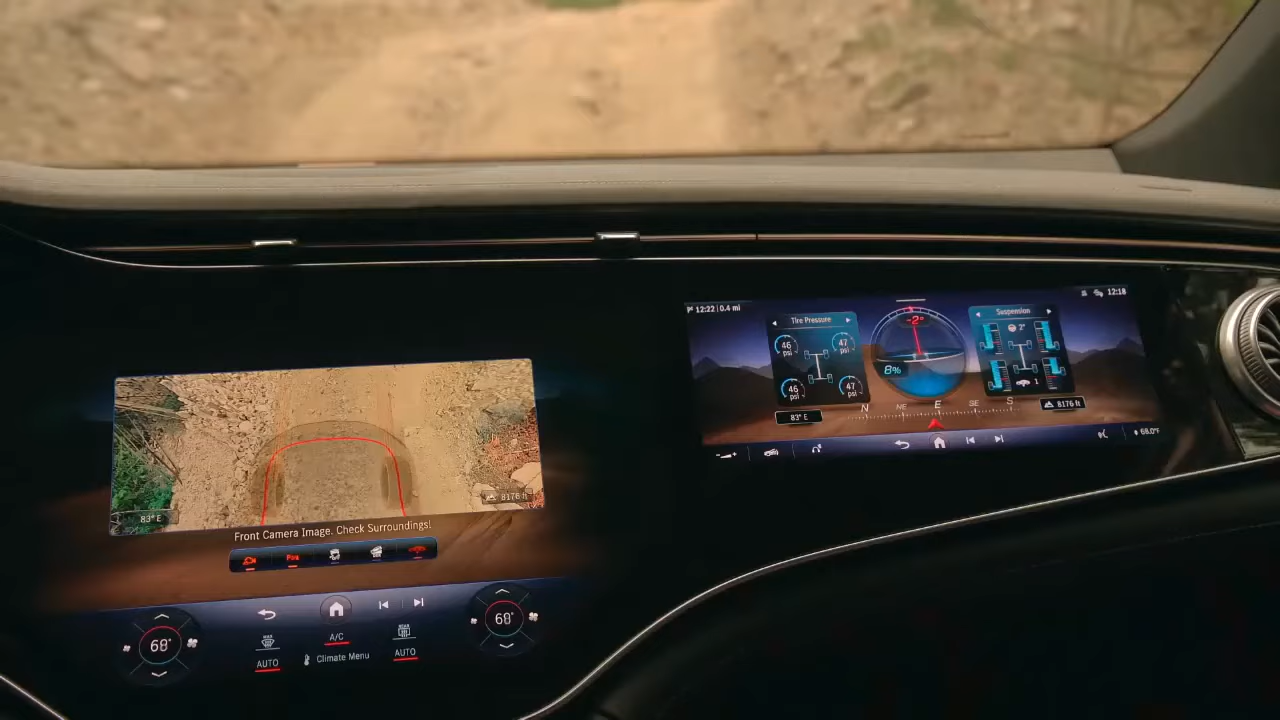 83° E
8176 ft
Front Camera Image. Check Surroundings!
68°
A/C
68°
AUTO
Climate Menu
AUTO
12:22 | 0.4 mi
12:18
Tire Pressure
-2°
Suspension
46 psi
47 psi
2°
8%
46 psi
47 psi
1
83° E
N
NE
E
SE
S
8176 ft
68.0°F